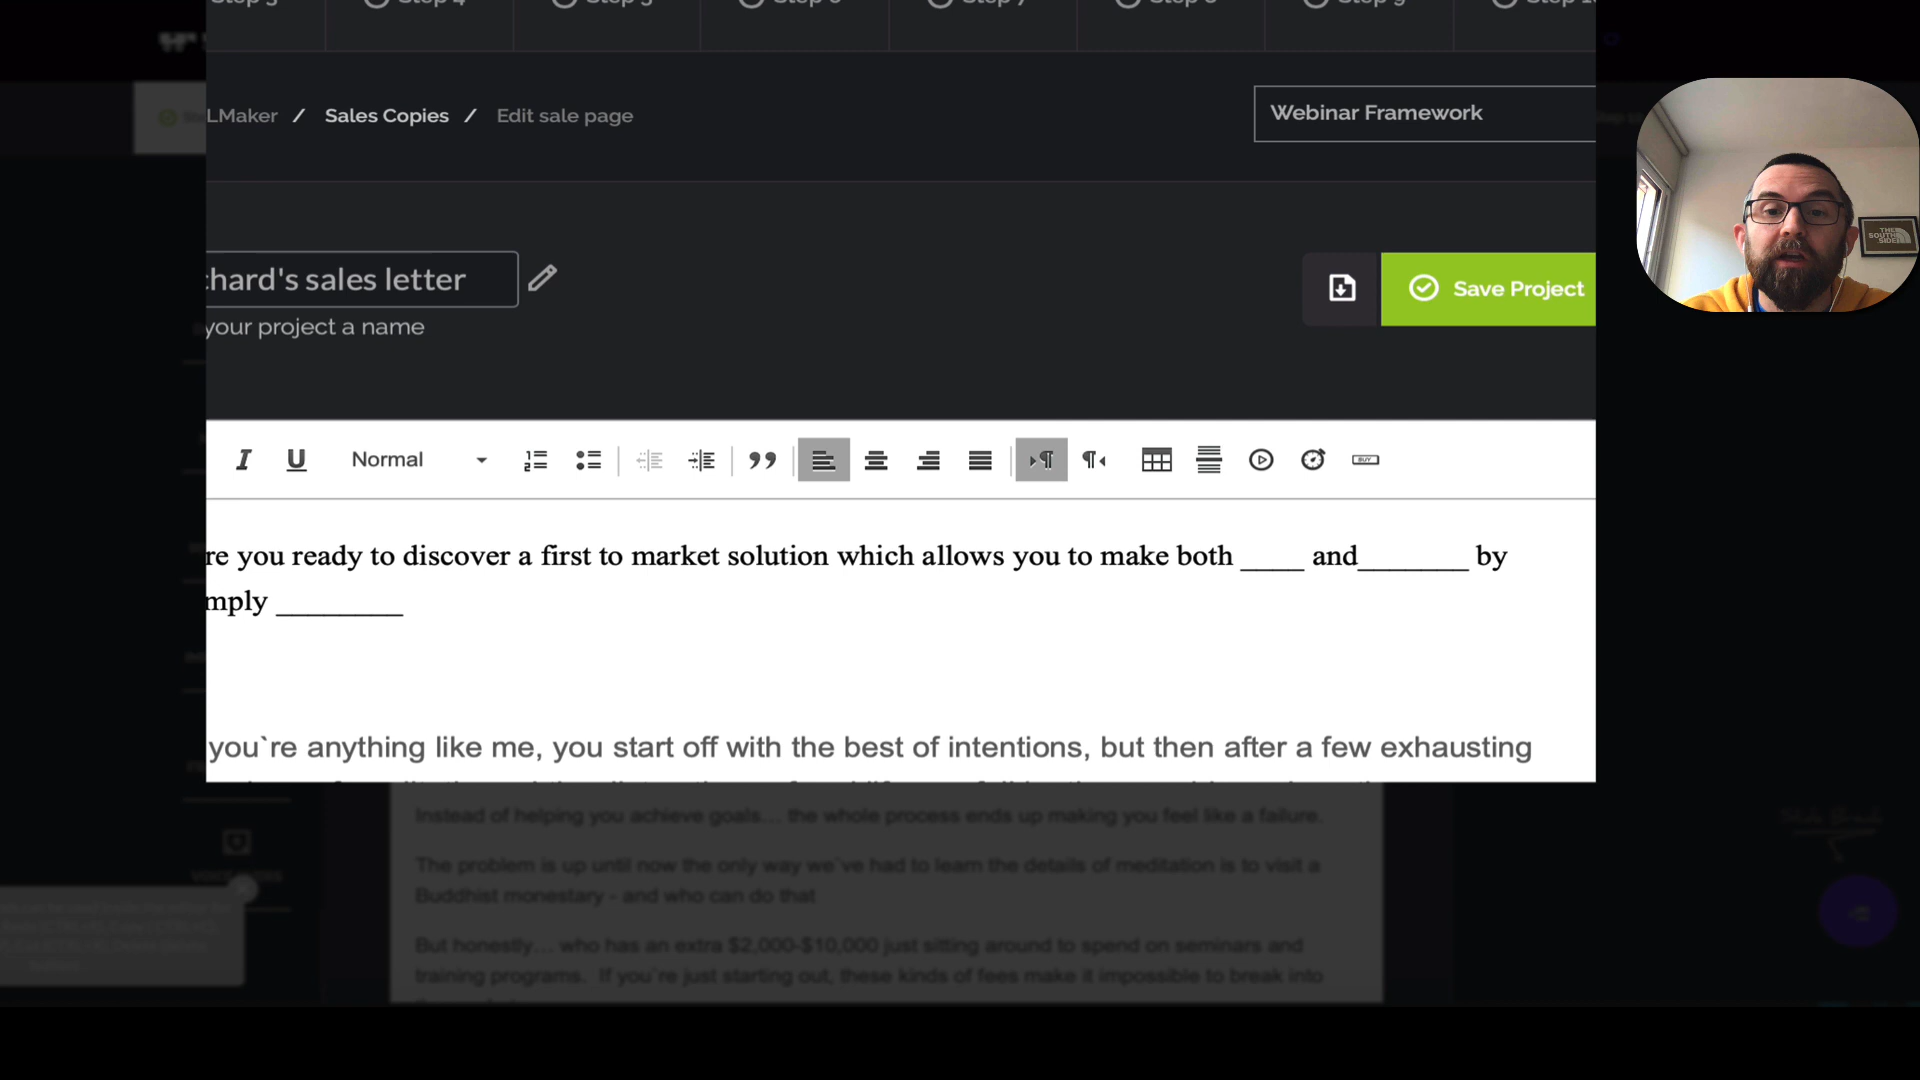 LMaker / Sales Copies / Edit sale page
Webinar Framework
THE
SOUTH
SIDE
chard's sales letter
your project a name
Save Project
I U Normal
BUY
re you ready to discover a first to market solution which allows you to make both ____ and_______ by
mply ________
you`re anything like me, you start off with the best of intentions, but then after a few exhausting
Instead of helping you achieve goals... the whole process ends up making you feel like a failure.
The problem is up until now the only way we`ve had to learn the details of meditation is to visit a
Buddhist monestary - and who can do that
But honestly... who has an extra $2,000-$10,000 just sitting around to spend on seminars and
training programs. If you`re just starting out, these kinds of fees make it impossible to break into